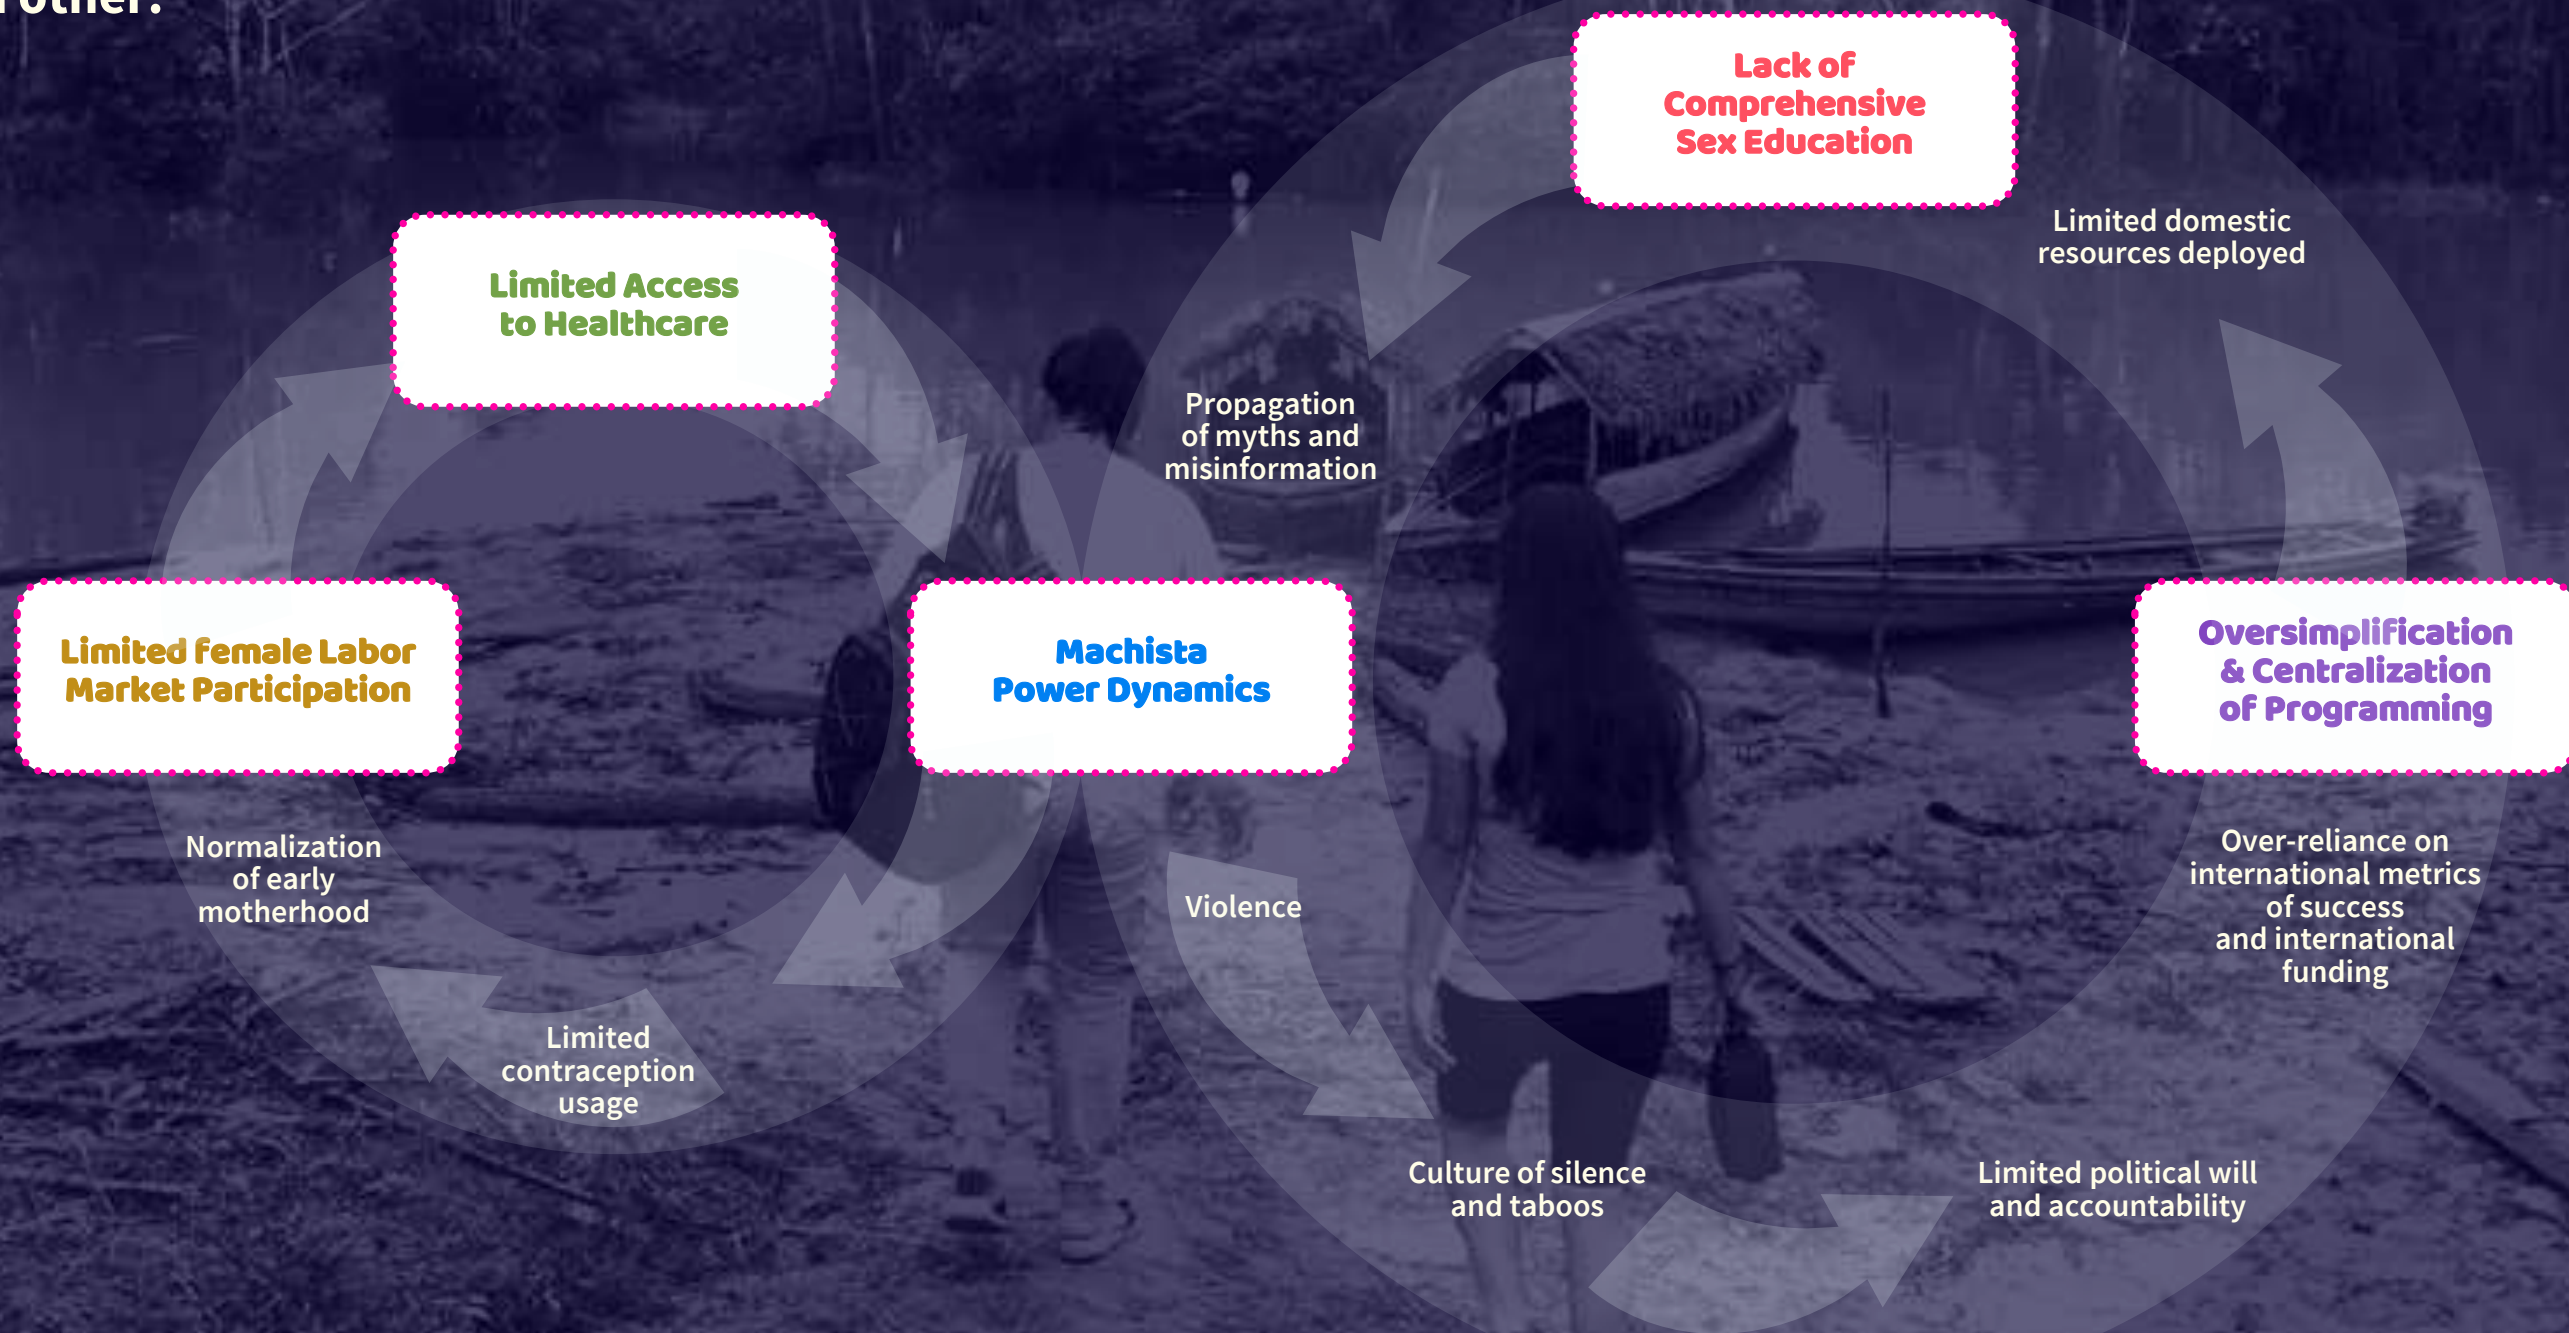 other.
Lack of
Comprehensive
Sex Education
Limited domestic
resources deployed
Limited Access
to Healthcare
Propagation
of myths and
misinformation
Limited female Labor
Market Participation
Machista
Power Dynamics
Oversimplification
& Centralization
of Programming
Normalization
of early
motherhood
Violence
Over-reliance on
international metrics
of success
and international
funding
Limited
contraception
usage
Culture of silence
and taboos
Limited political will
and accountability